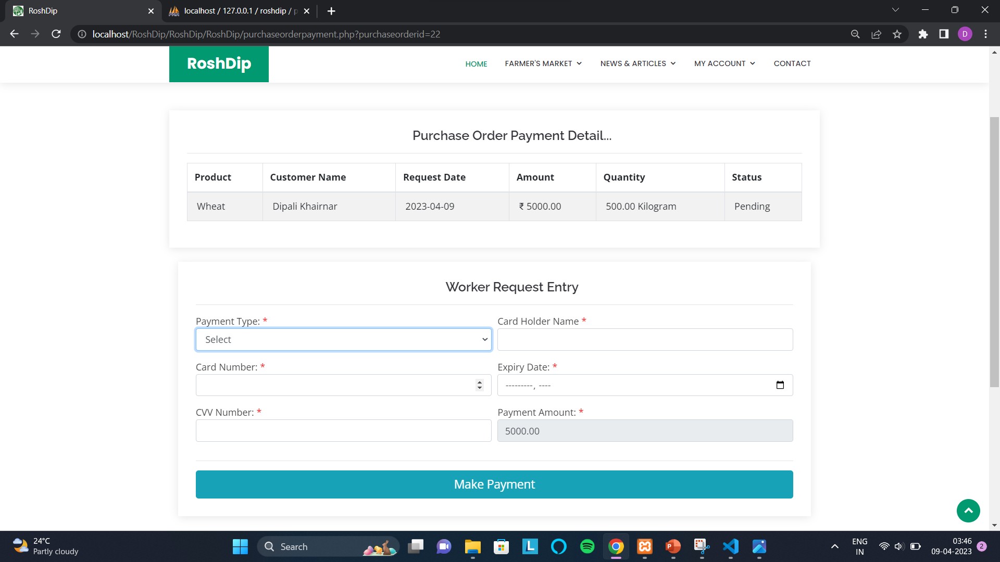 RoshDip
localhost / 127.0.0.1 / roshdip / p
localhost/RoshDip/RoshDip/RoshDip/purchaseorderpayment.php?purchaseorderid=22
D
RoshDip
HOME
FARMER'S MARKET
NEWS & ARTICLES
MY ACCOUNT
CONTACT
Purchase Order Payment Detail...
Product Customer Name Request Date Amount Quantity Status
Wheat Dipali Khairnar 2023-04-09 ₹ 5000.00 500.00 Kilogram Pending
Worker Request Entry
Payment Type: * Card Holder Name *
Select
Card Number: * Expiry Date: *
---------, ----
CVV Number: * Payment Amount: *
5000.00
Make Payment
24°C
Partly cloudy
Search
ENG
IN
03:46
09-04-2023
2